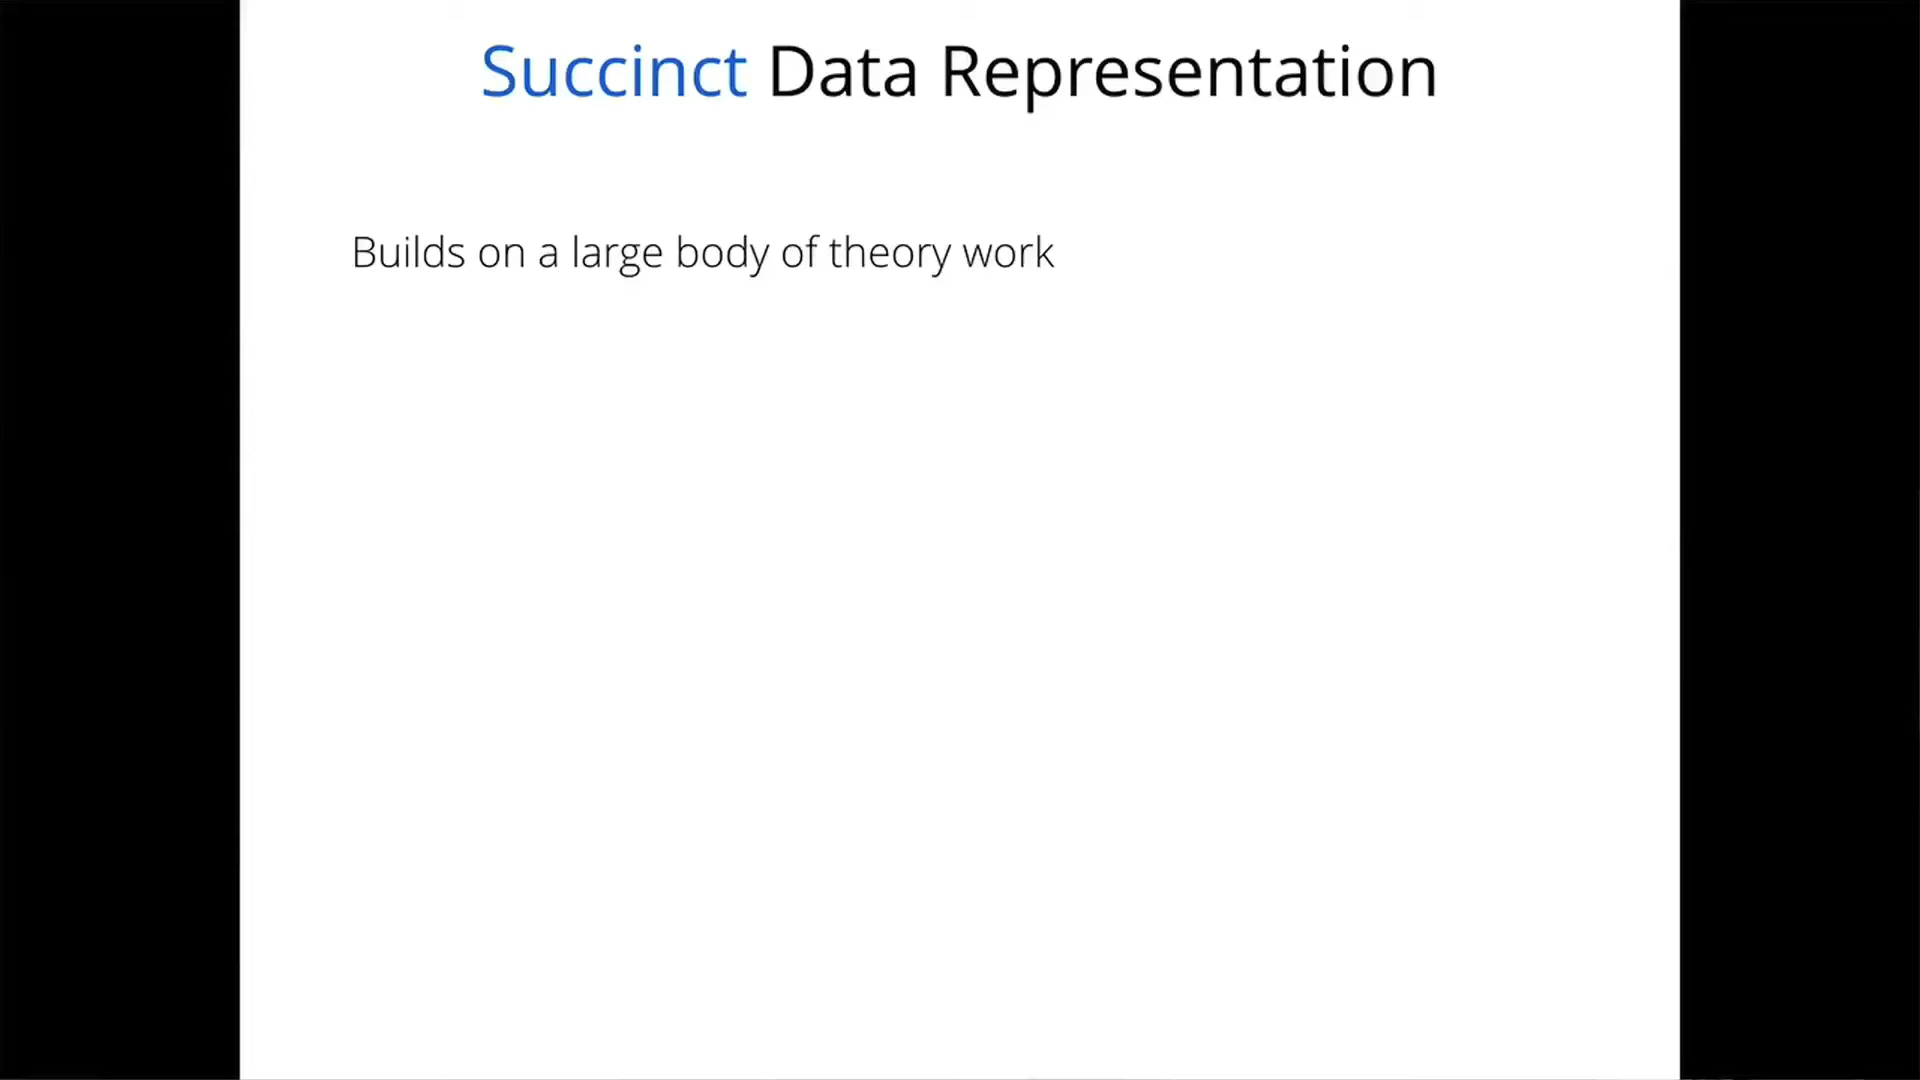 Succinct Data Representation
Builds on a large body of theory work